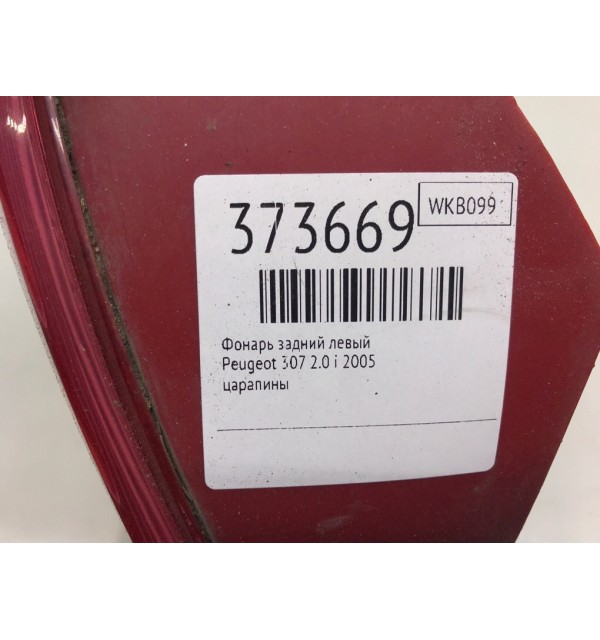 373669
WKB099
Фонарь задний левый
Peugeot 307 2.0 i 2005
царапины